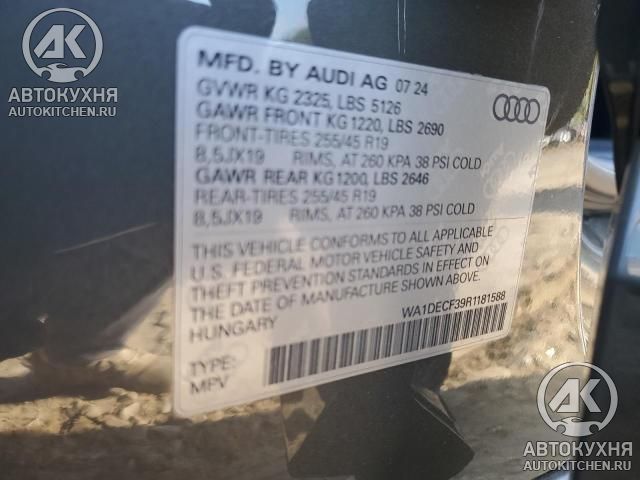 MFD. BY AUDI AG 07 24
GVWR KG 2325, LBS 5126
GAWR FRONT KG 1220, LBS 2690
FRONT-TIRES 255/45 R19
8,5JX19 RIMS, AT 260 KPA 38 PSI COLD
GAWR REAR KG 1200, LBS 2646
REAR-TIRES 255/45 R19
8,5JX19 RIMS, AT 260 KPA 38 PSI COLD
THIS VEHICLE CONFORMS TO ALL APPLICABLE
U.S. FEDERAL MOTOR VEHICLE SAFETY AND
THEFT PREVENTION STANDARDS IN EFFECT ON
THE DATE OF MANUFACTURE SHOWN ABOVE.
HUNGARY
WA1DECF39R1181588
TYPE:
MPV
АК
АВТОКУХНЯ
AUTOKITCHEN.RU
АК
АВТОКУХНЯ
AUTOKITCHEN.RU